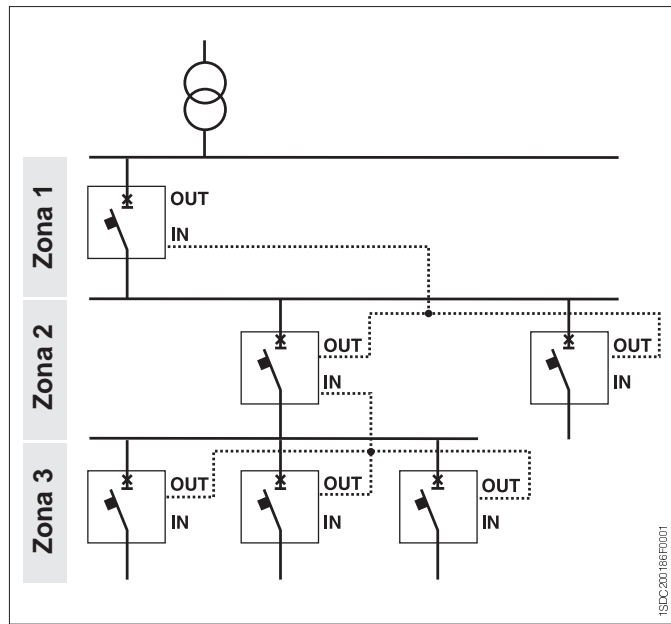 Zona 1
OUT
IN
Zona 2
OUT
IN
OUT
IN
Zona 3
OUT
IN
OUT
IN
OUT
IN
1SDC200186F0001